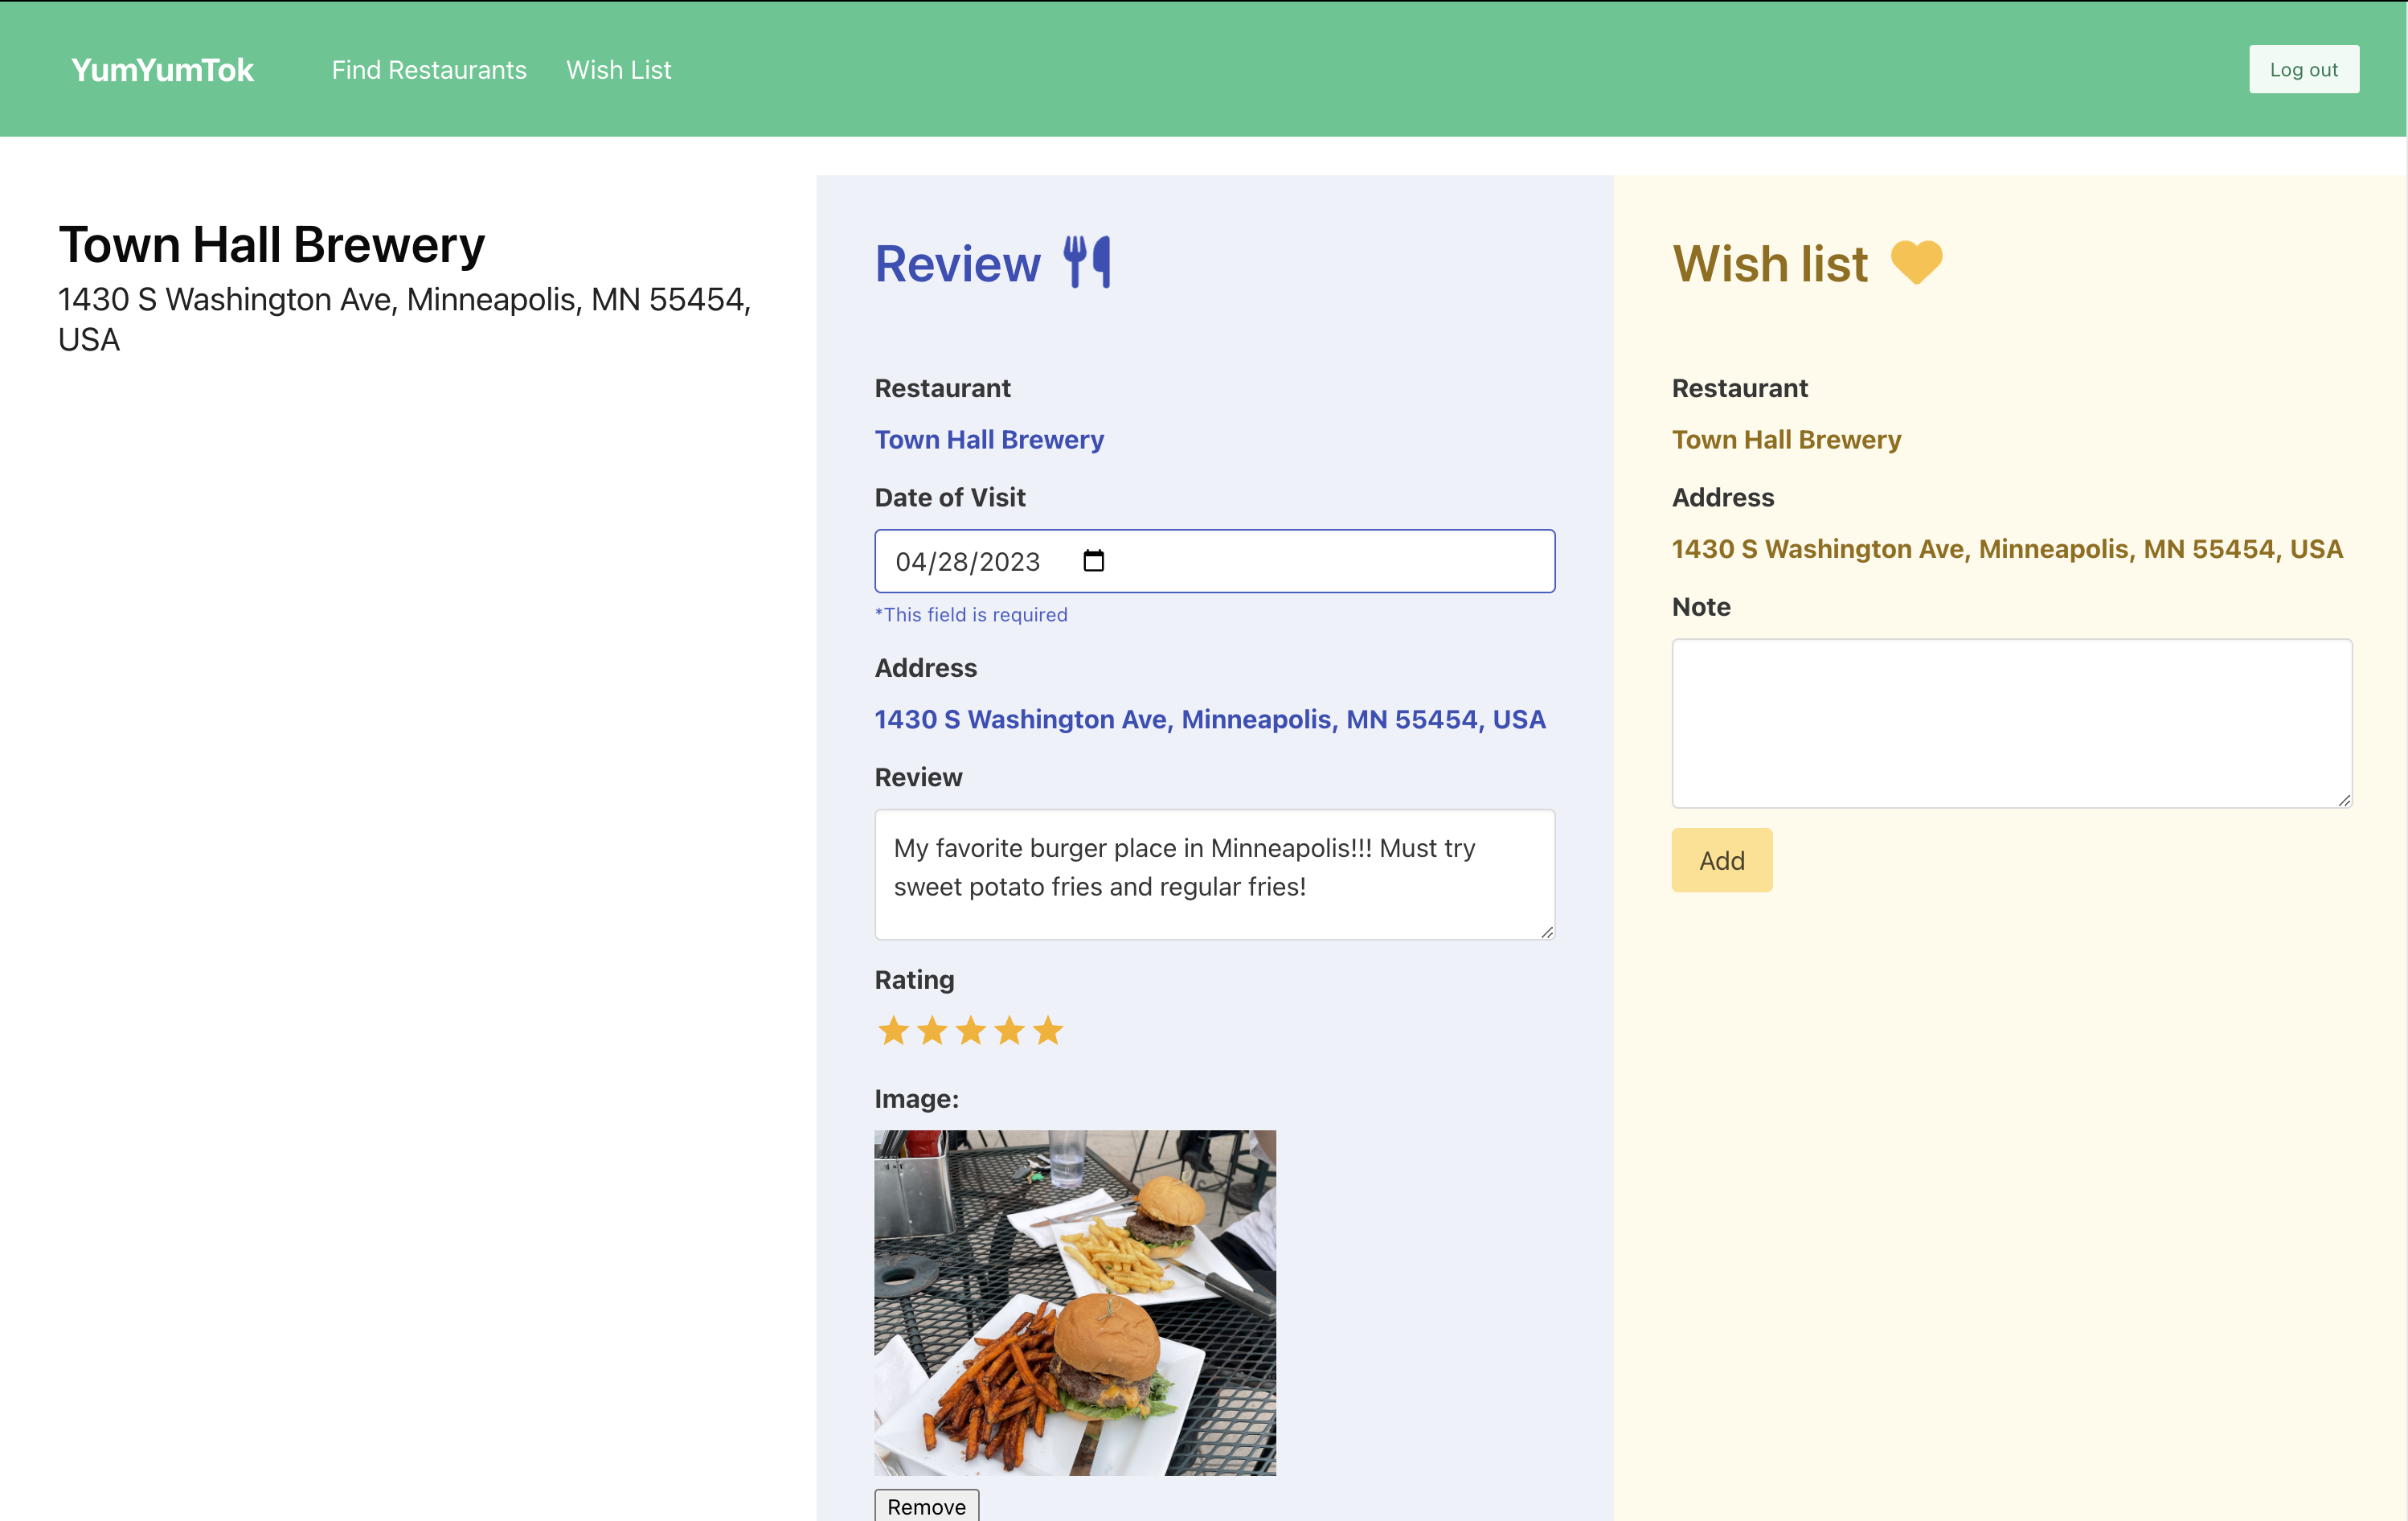 YumYumTok
Find Restaurants
Wish List
Log out
Town Hall Brewery
1430 S Washington Ave, Minneapolis, MN 55454,
USA
Review
Restaurant
Town Hall Brewery
Date of Visit
04/28/2023
*This field is required
Address
1430 S Washington Ave, Minneapolis, MN 55454, USA
Review
My favorite burger place in Minneapolis!!! Must try
sweet potato fries and regular fries!
Rating
Image:
Remove
Wish list
Restaurant
Town Hall Brewery
Address
1430 S Washington Ave, Minneapolis, MN 55454, USA
Note
Add